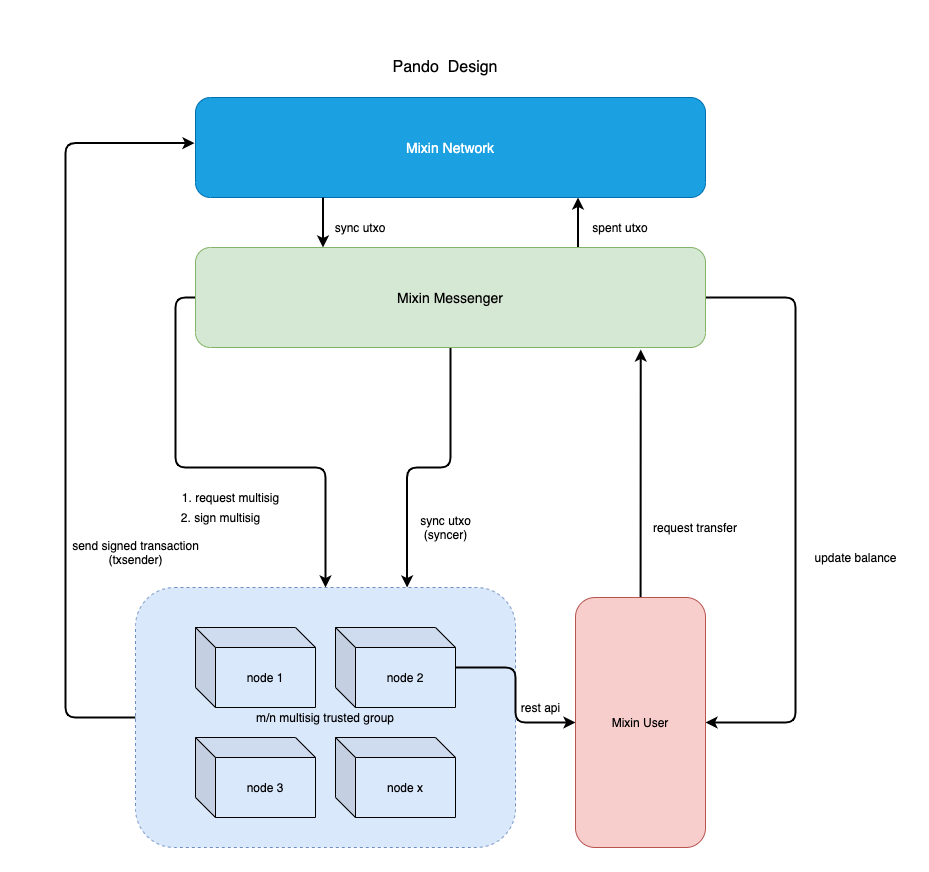 Pando Design
Mixin Network
sync utxo
spent utxo
Mixin Messenger
1. request multisig
2. sign multisig
sync utxo
(syncer)
request transfer
send signed transaction
(txsender)
update balance
node 1
node 2
rest api
m/n multisig trusted group
Mixin User
node 3
node x